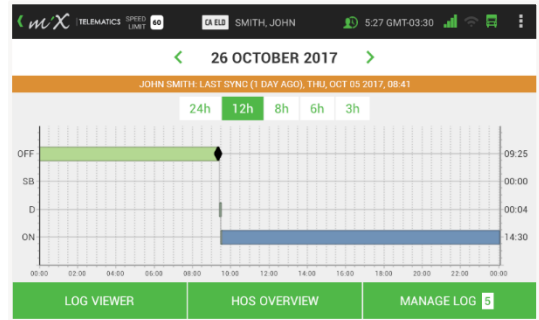 miX TELEMATICS SPEED LIMIT 60 CA ELD SMITH, JOHN 5:27 GMT-03:30
26 OCTOBER 2017
JOHN SMITH: LAST SYNC (1 DAY AGO), THU, OCT 05 2017, 08:41
24h 12h 8h 6h 3h
OFF 09:25
SB 00:00
D 00:04
ON 14:30
00:00 02:00 04:00 06:00 08:00 10:00 12:00 14:00 16:00 18:00 20:00 22:00 00:00
LOG VIEWER HOS OVERVIEW MANAGE LOG 5